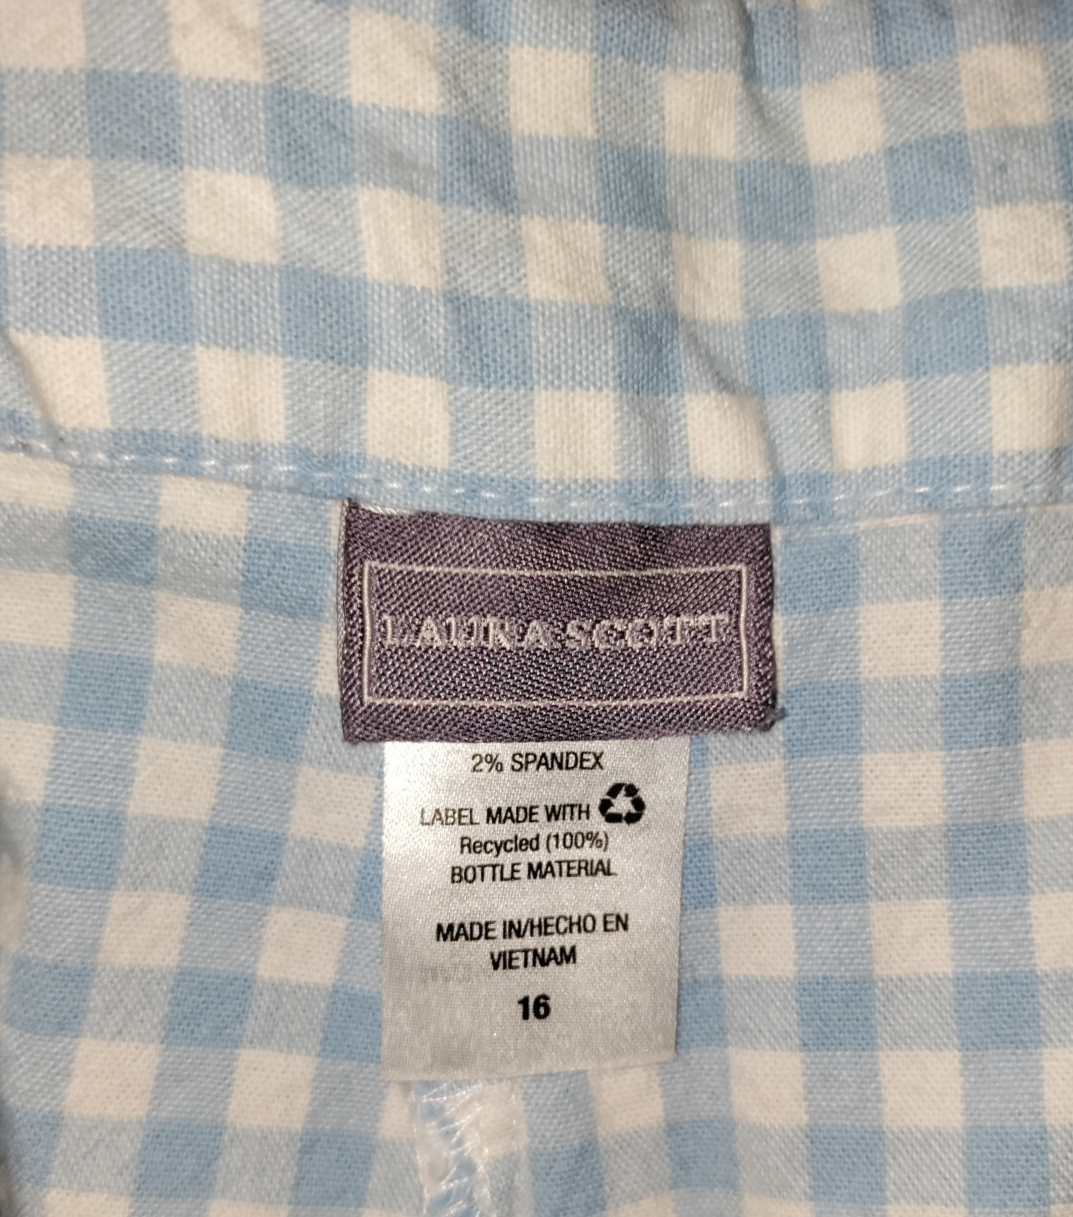 LAURA SCOTT
2% SPANDEX
LABEL MADE WITH
Recycled (100%)
BOTTLE MATERIAL
MADE IN/HECHO EN
VIETNAM
16